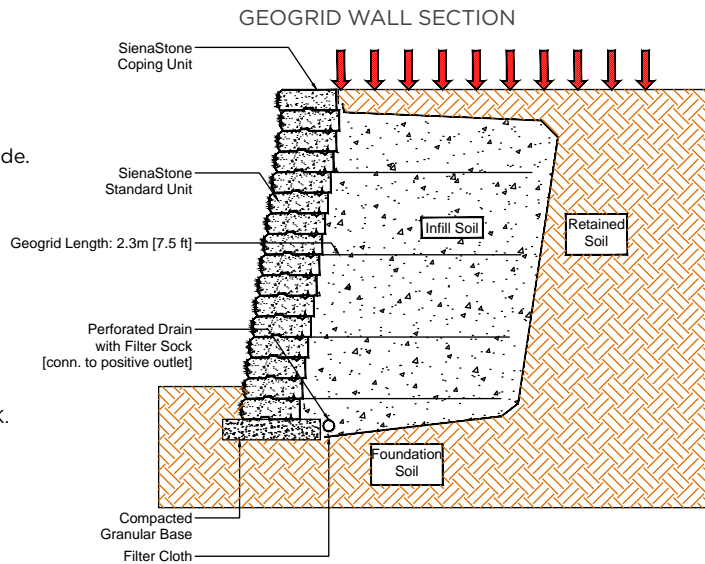 GEOGRID WALL SECTION
SienaStone
Coping Unit
de.
SienaStone
Standard Unit
Infill Soil
Retained
Soil
Geogrid Length: 2.3m [7.5 ft]
Perforated Drain
with Filter Sock
[conn. to positive outlet]
k.
Foundation
Soil
Compacted
Granular Base
Filter Cloth